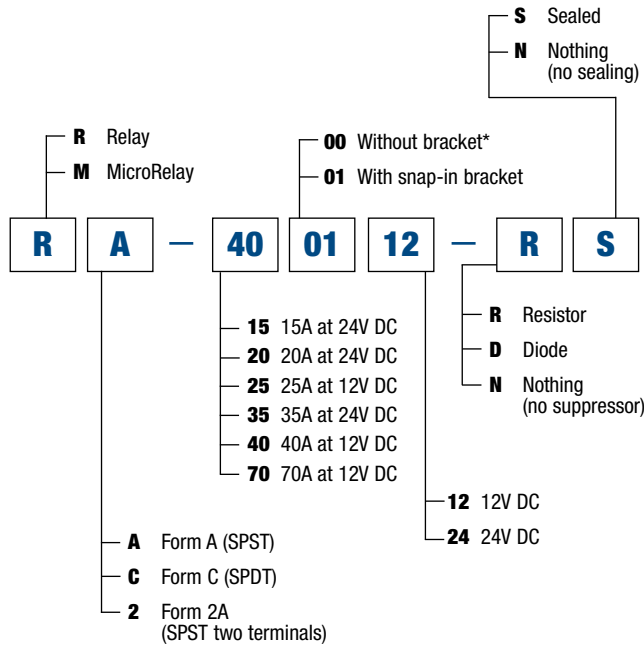 S Sealed
N Nothing
(no sealing)
R Relay
M MicroRelay
00 Without bracket*
01 With snap-in bracket
R A – 40 01 12 – R S
15 15A at 24V DC
20 20A at 24V DC
25 25A at 12V DC
35 35A at 24V DC
40 40A at 12V DC
70 70A at 12V DC
R Resistor
D Diode
N Nothing
(no suppressor)
12 12V DC
24 24V DC
A Form A (SPST)
C Form C (SPDT)
2 Form 2A
(SPST two terminals)